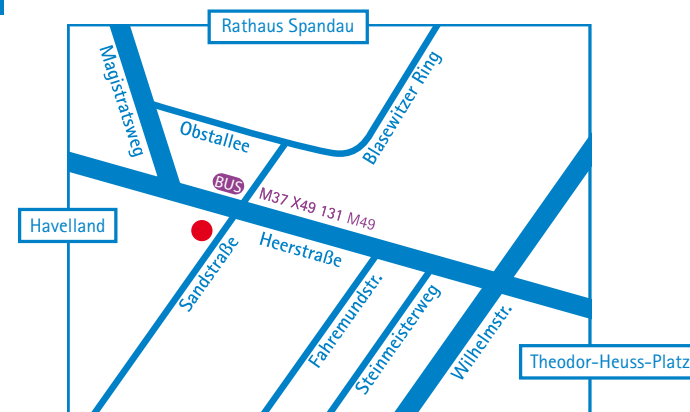 Rathaus Spandau
Magistratsweg
Obstallee
Blasewitzer Ring
BUS
M37 X49 131 M49
Havelland
Heerstraße
Sandstraße
Fahremundstr.
Steinmeisterweg
Wilhelmstr.
Theodor-Heuss-Platz